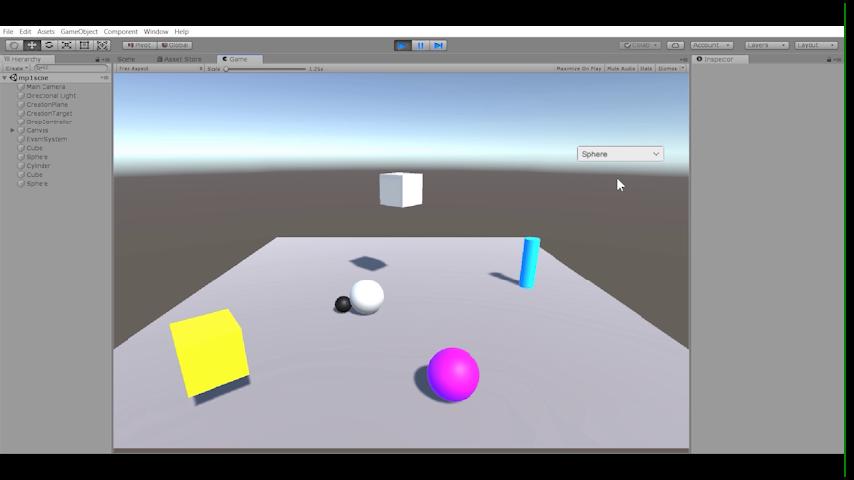 File Edit Assets GameObject Component Window Help
Pivot Global Collab Account Layers Layout
Hierarchy Scene Asset Store Game Inspector
Create All Free Aspect Scale 1.25x Maximize On Play Mute Audio Stats Gizmos
mp1scne
Main Camera
Directional Light
CreationPlane
CreationTarget
DropController
Canvas
EventSystem
Cube
Sphere
Cylinder
Cube
Sphere
Sphere